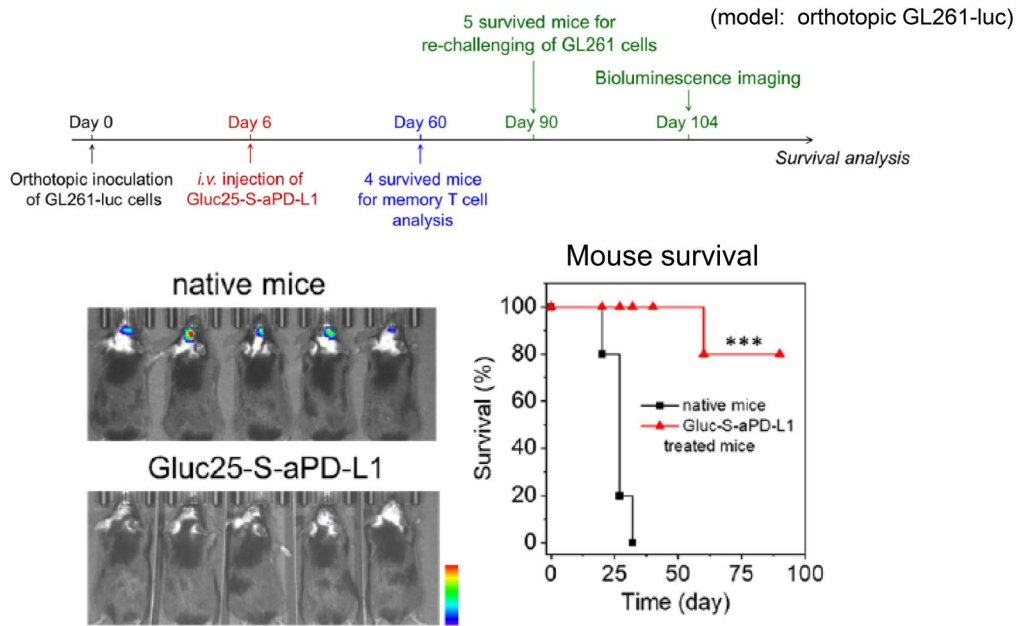 (model: orthotopic GL261-luc)
5 survived mice for
re-challenging of GL261 cells
Bioluminescence imaging
Day 0
Day 6
Day 60
Day 90
Day 104
Survival analysis
Orthotopic inoculation
of GL261-luc cells
i.v. injection of
Gluc25-S-aPD-L1
4 survived mice
for memory T cell
analysis
native mice
Gluc25-S-aPD-L1
Mouse survival
Survival (%)
100
80
60
40
20
0
***
native mice
Gluc-S-aPD-L1
treated mice
0 25 50 75 100
Time (day)